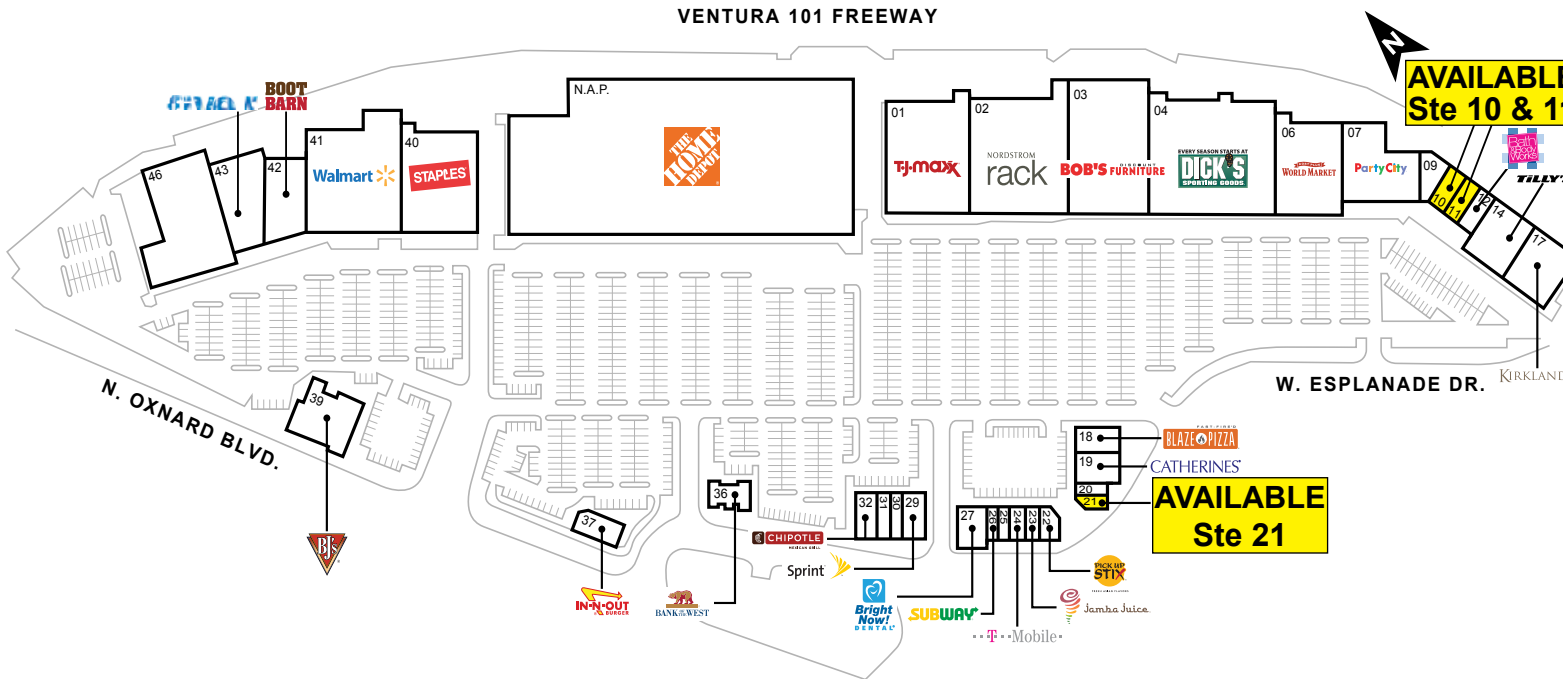 VENTURA 101 FREEWAY
N
AVAILABLE
Ste 10 & 11
BOOT
BARN
46
43
42
41
Walmart
40
STAPLES
N.A.P.
THE
HOME
DEPOT
01
T·J·maxx
02
NORDSTROM
rack
03
BOB'S DISCOUNT
FURNITURE
04
EVERY SEASON STARTS AT
DICK'S
SPORTING GOODS
06
WORLD MARKET
07
Party City
09
10
11
12
14
17
Bath
& Body
Works
TILLY'
KIRKLAND
W. ESPLANADE DR.
N. OXNARD BLVD.
39
BJ's
37
IN-N-OUT
BURGER
36
BANK OF THE WEST
32
31
30
29
CHIPOTLE
MEXICAN GRILL
Sprint
27
26
25
24
23
22
Bright
Now!
DENTAL
SUBWAY
T Mobile
Jamba Juice
PICK UP
STIX
18
FAST-FIRE'D
BLAZE PIZZA
19
CATHERINES
20
21
AVAILABLE
Ste 21